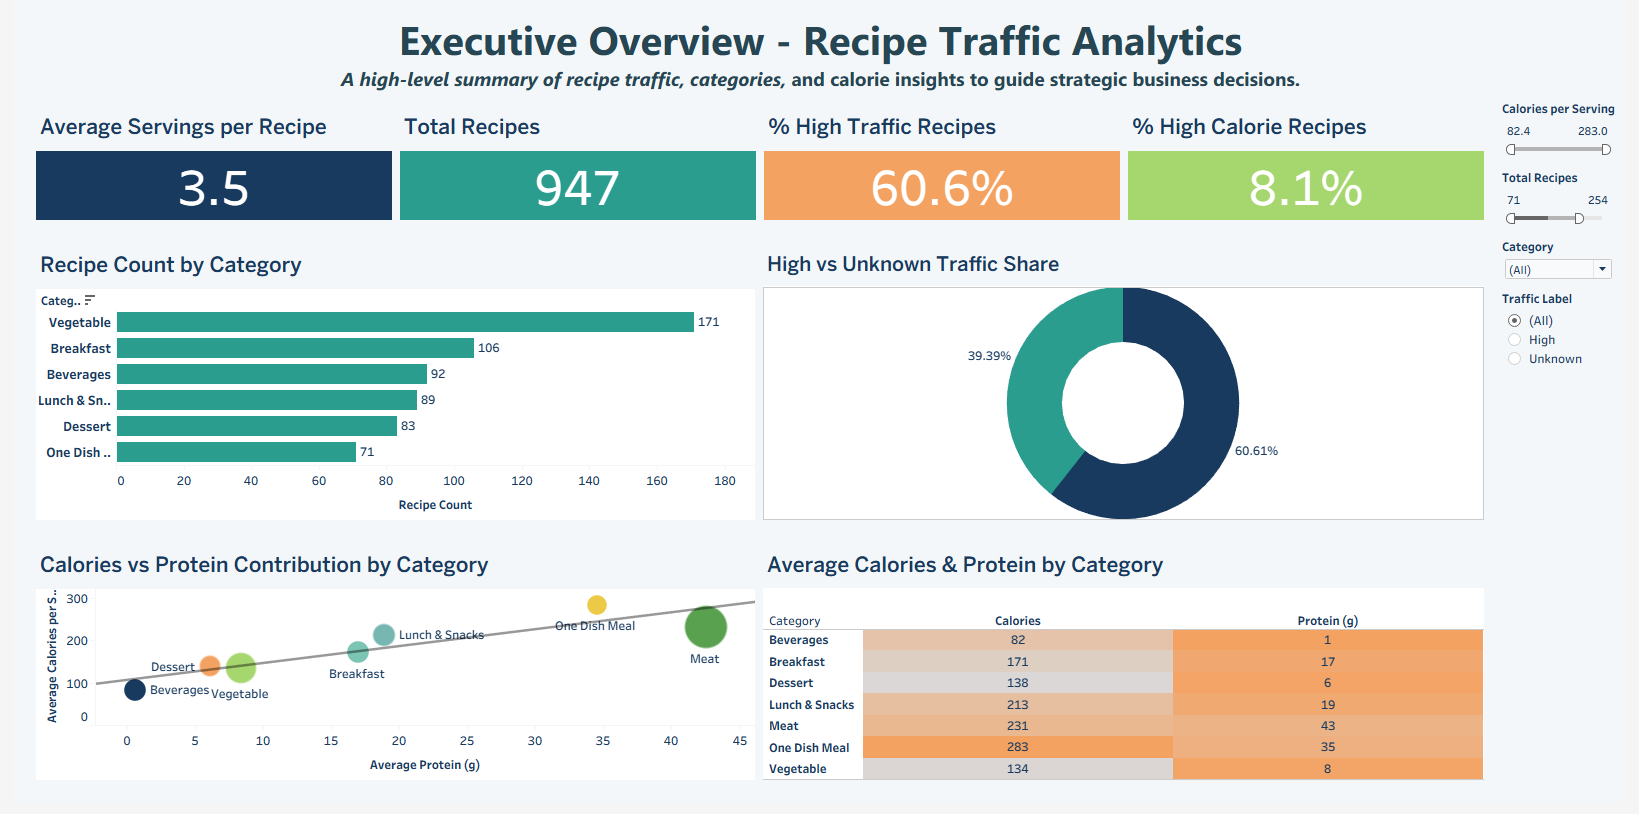 Executive Overview - Recipe Traffic Analytics
A high-level summary of recipe traffic, categories, and calorie insights to guide strategic business decisions.
Average Servings per Recipe
3.5
Total Recipes
947
% High Traffic Recipes
60.6%
% High Calorie Recipes
8.1%
Calories per Serving
82.4 283.0
Total Recipes
71 254
Category
(All)
Traffic Label
(All)
High
Unknown
Recipe Count by Category
Categ..
Vegetable 171
Breakfast 106
Beverages 92
Lunch & Sn.. 89
Dessert 83
One Dish .. 71
0 20 40 60 80 100 120 140 160 180
Recipe Count
High vs Unknown Traffic Share
39.39%
60.61%
Calories vs Protein Contribution by Category
Average Calories per S..
300
200
100
0
One Dish Meal
Lunch & Snacks
Meat
Dessert
Breakfast
Beverages
Vegetable
0 5 10 15 20 25 30 35 40 45
Average Protein (g)
Average Calories & Protein by Category
Category Calories Protein (g)
Beverages 82 1
Breakfast 171 17
Dessert 138 6
Lunch & Snacks 213 19
Meat 231 43
One Dish Meal 283 35
Vegetable 134 8